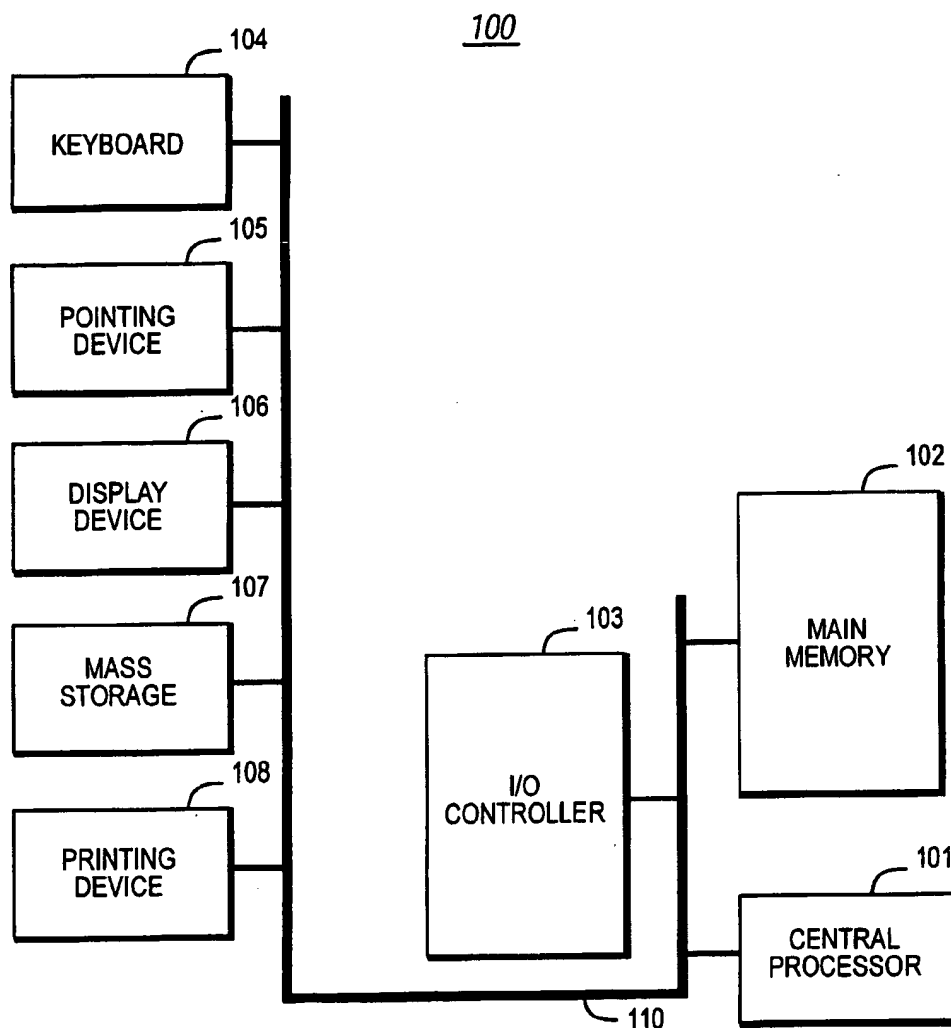 100
104
KEYBOARD
105
POINTING
DEVICE
106
DISPLAY
DEVICE
107
MASS
STORAGE
108
PRINTING
DEVICE
103
I/O
CONTROLLER
102
MAIN
MEMORY
101
CENTRAL
PROCESSOR
110